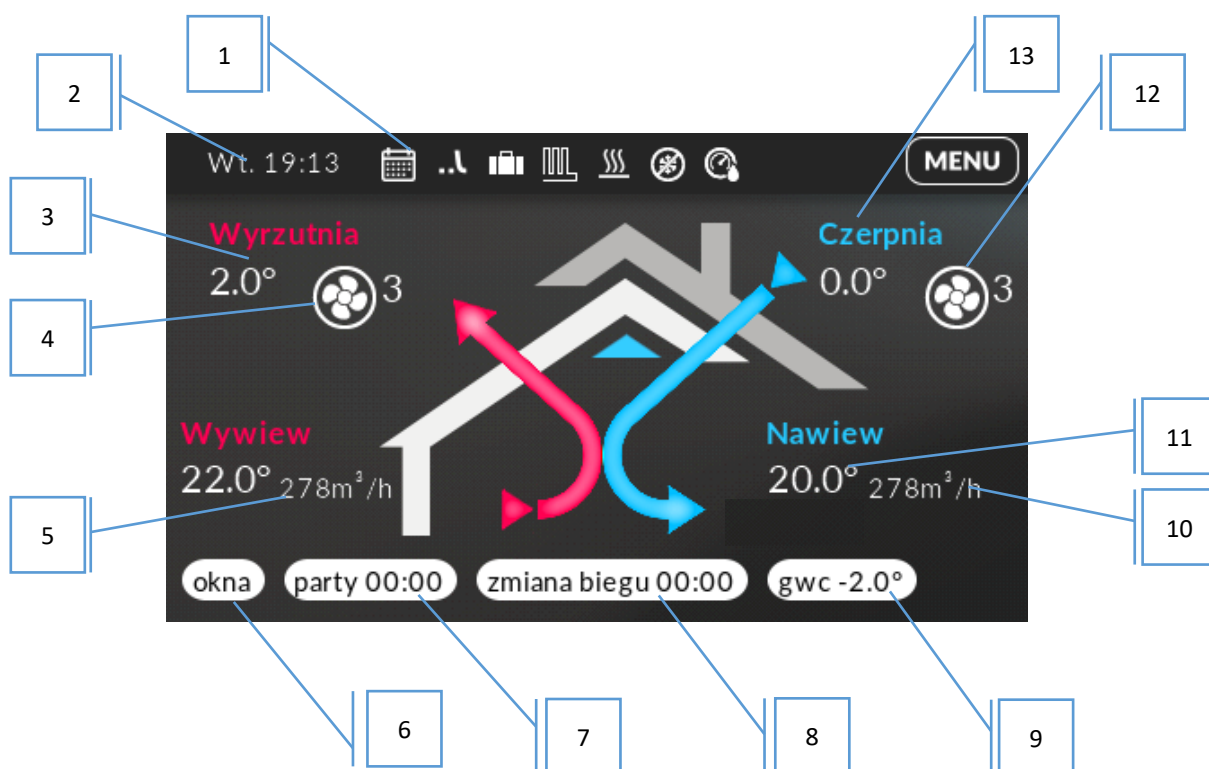 1
13
2
12
Wt. 19:13
MENU
3
Wyrzutnia
2.0°
3
Czerpnia
0.0°
3
4
Wywiew
22.0° 278m³/h
Nawiew
20.0° 278m³/h
11
5
10
okna
party 00:00
zmiana biegu 00:00
gwc -2.0°
6
7
8
9